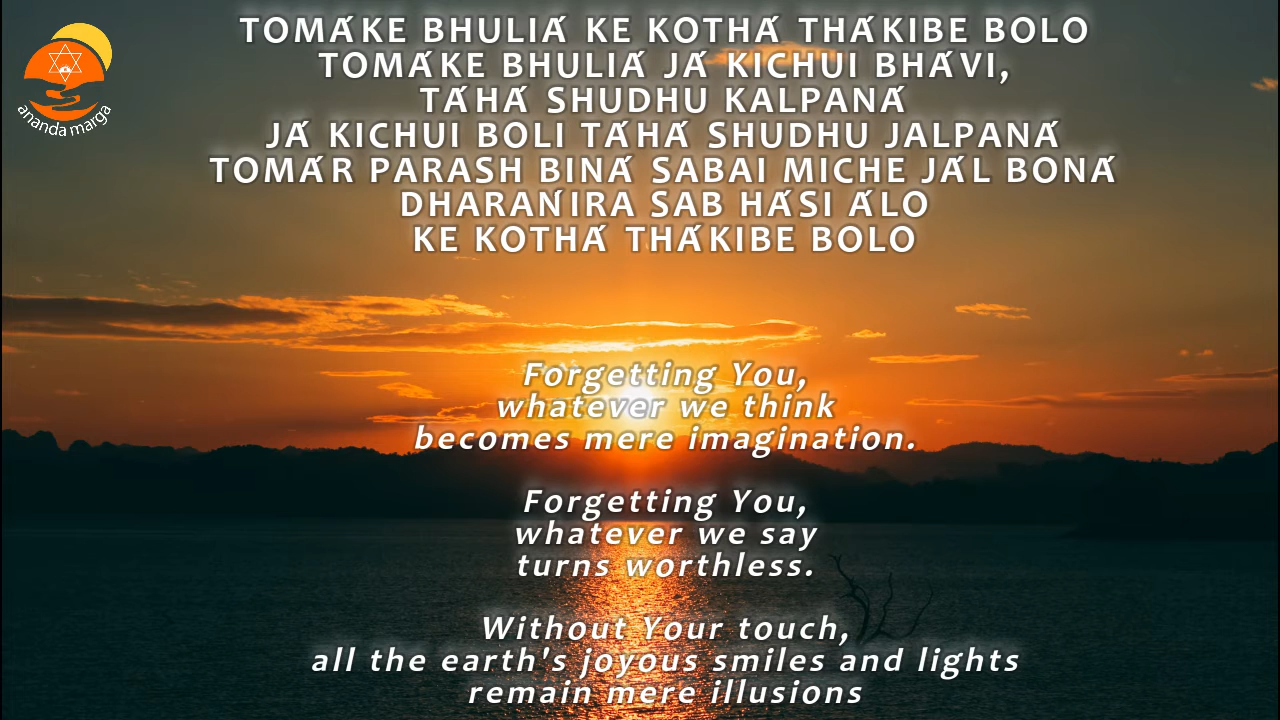 ananda marga
TOMÁKE BHULIÁ KE KOTHÁ THÁKIBE BOLO
TOMÁKE BHULIÁ JÁ KICHUI BHÁVI,
TÁHÁ SHUDHU KALPANÁ
JÁ KICHUI BOLI TÁHÁ SHUDHU JALPANÁ
TOMÁR PARASH BINÁ SABAI MICHE JÁL BONÁ
DHARAŃIRA SAB HÁSI ÁLO
KE KOTHÁ THÁKIBE BOLO
Forgetting You,
whatever we think
becomes mere imagination.
Forgetting You,
whatever we say
turns worthless.
Without Your touch,
all the earth's joyous smiles and lights
remain mere illusions